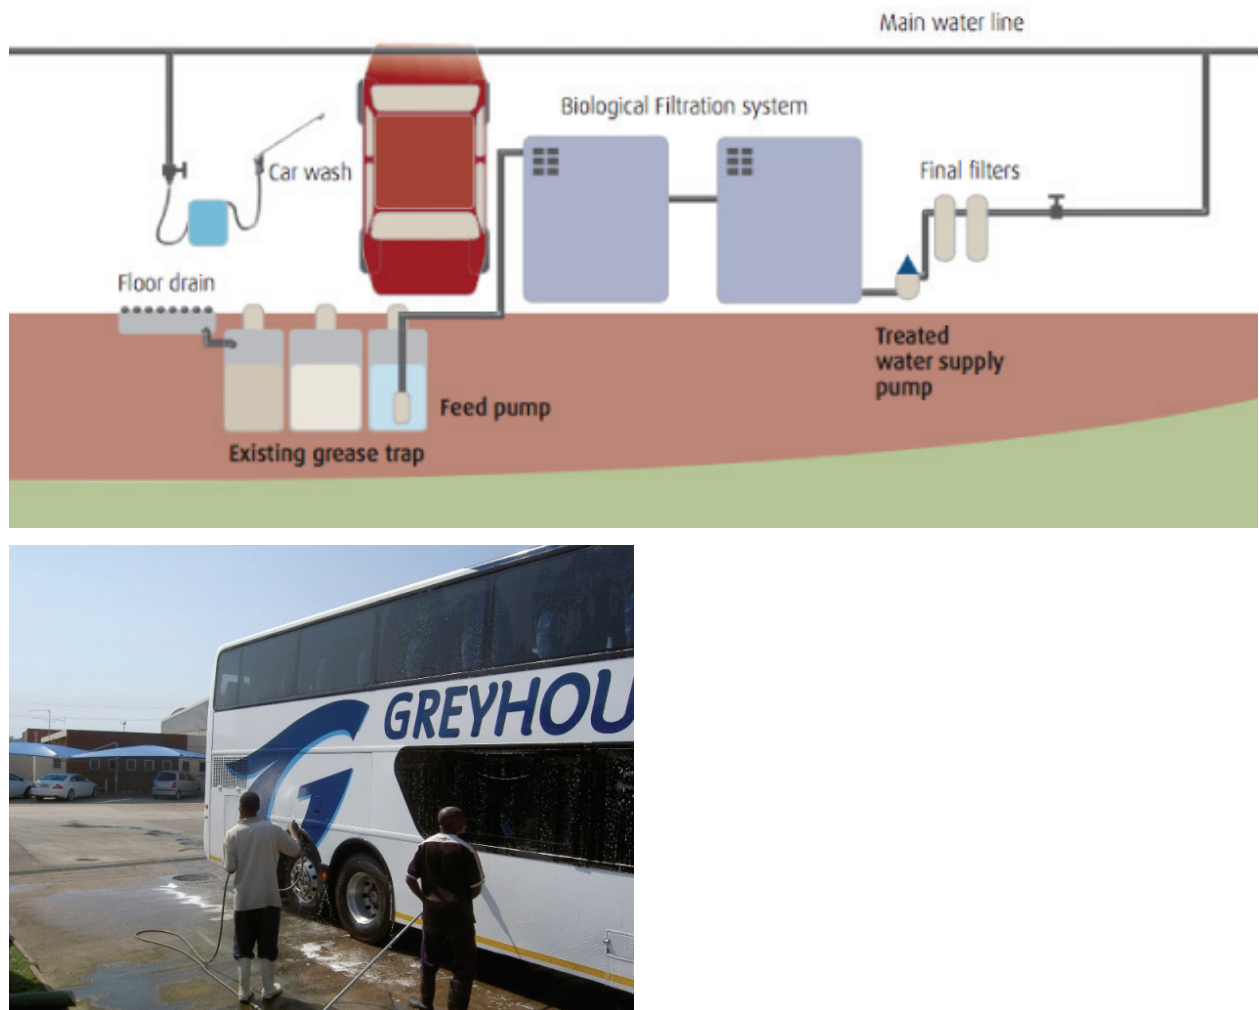 Main water line
Biological Filtration system
Car wash
Final filters
Floor drain
Treated
water supply
pump
Feed pump
Existing grease trap
GREYHOU